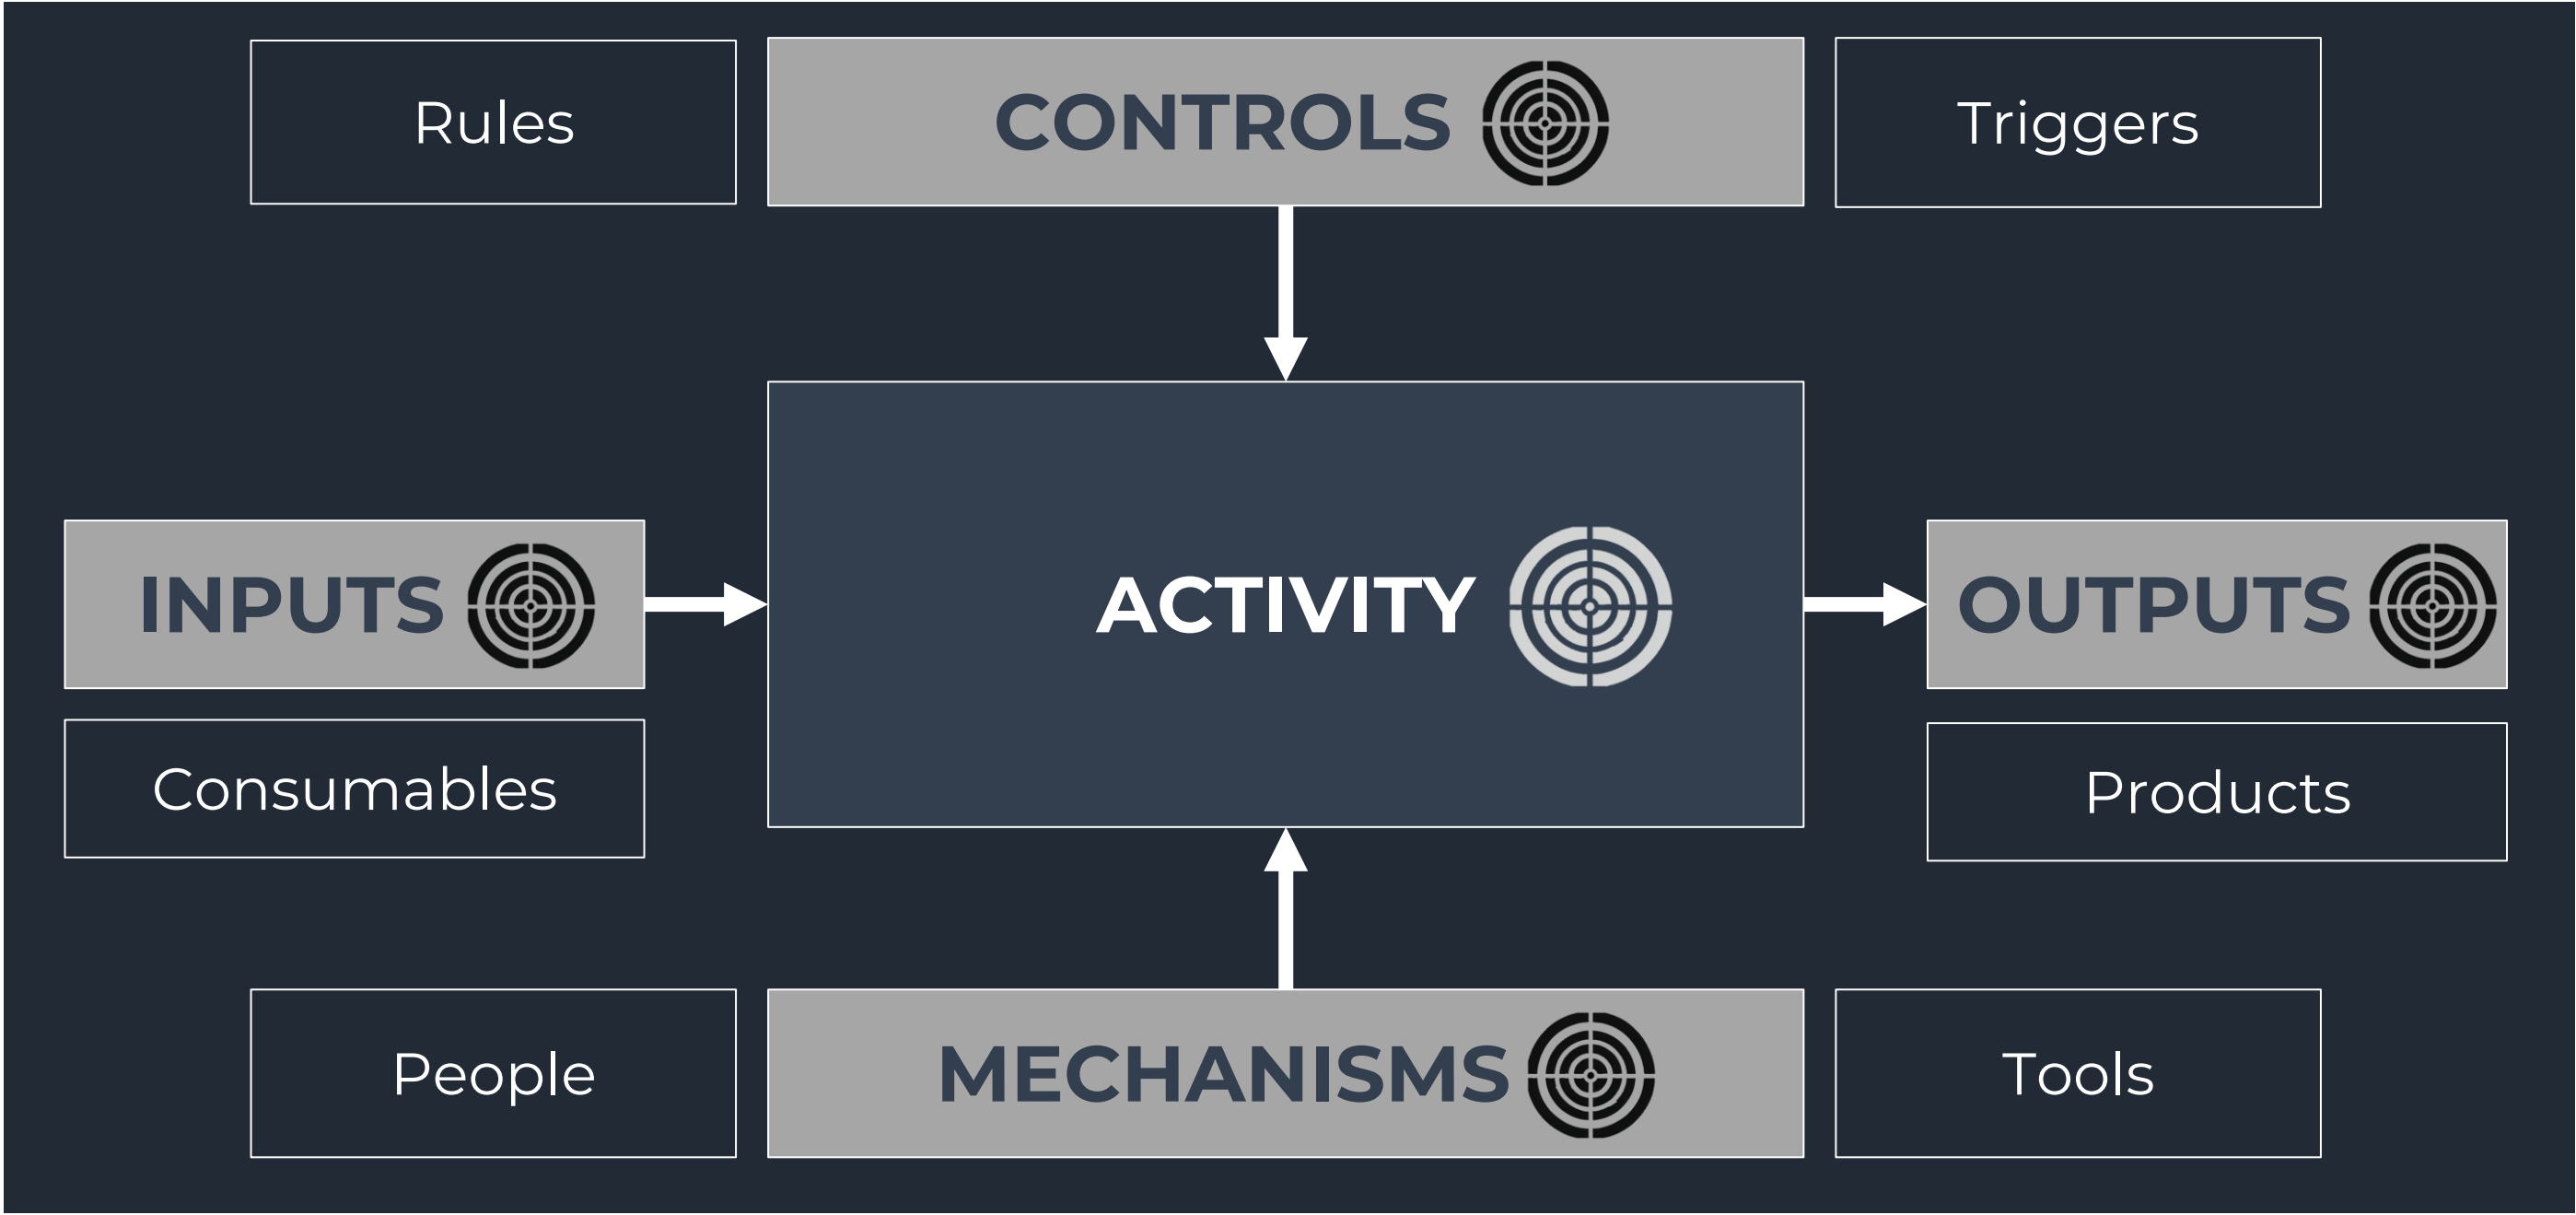 Rules
CONTROLS
Triggers
INPUTS
ACTIVITY
OUTPUTS
Consumables
Products
People
MECHANISMS
Tools